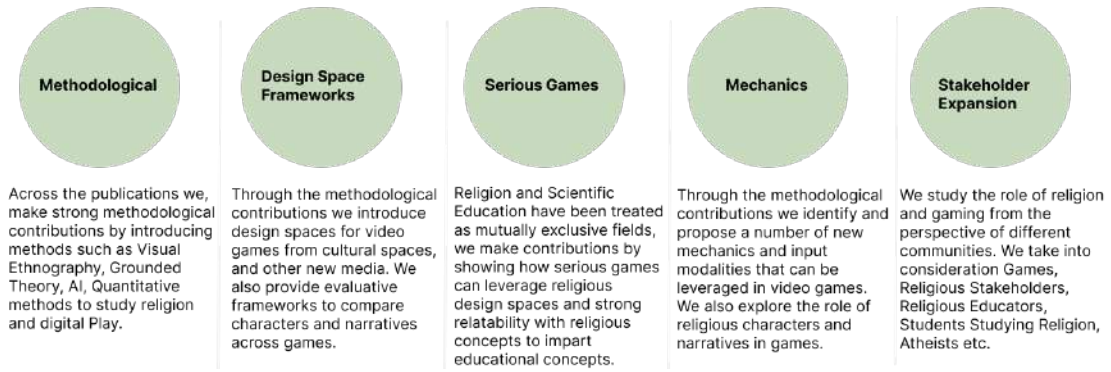 Methodological
Across the publications we,
make strong methodological
contributions by introducing
methods such as Visual
Ethnography, Grounded
Theory, AI, Quantitative
methods to study religion
and digital Play.
Design Space
Frameworks
Through the methodological
contributions we introduce
design spaces for video
games from cultural spaces,
and other new media. We
also provide evaluative
frameworks to compare
characters and narratives
across games.
Serious Games
Religion and Scientific
Education have been treated
as mutually exclusive fields,
we make contributions by
showing how serious games
can leverage religious
design spaces and strong
relatability with religious
concepts to impart
educational concepts.
Mechanics
Through the methodological
contributions we identify and
propose a number of new
mechanics and input
modalities that can be
leveraged in video games.
We also explore the role of
religious characters and
narratives in games.
Stakeholder
Expansion
We study the role of religion
and gaming from the
perspective of different
communities. We take into
consideration Games,
Religious Stakeholders,
Religious Educators,
Students Studying Religion,
Atheists etc.